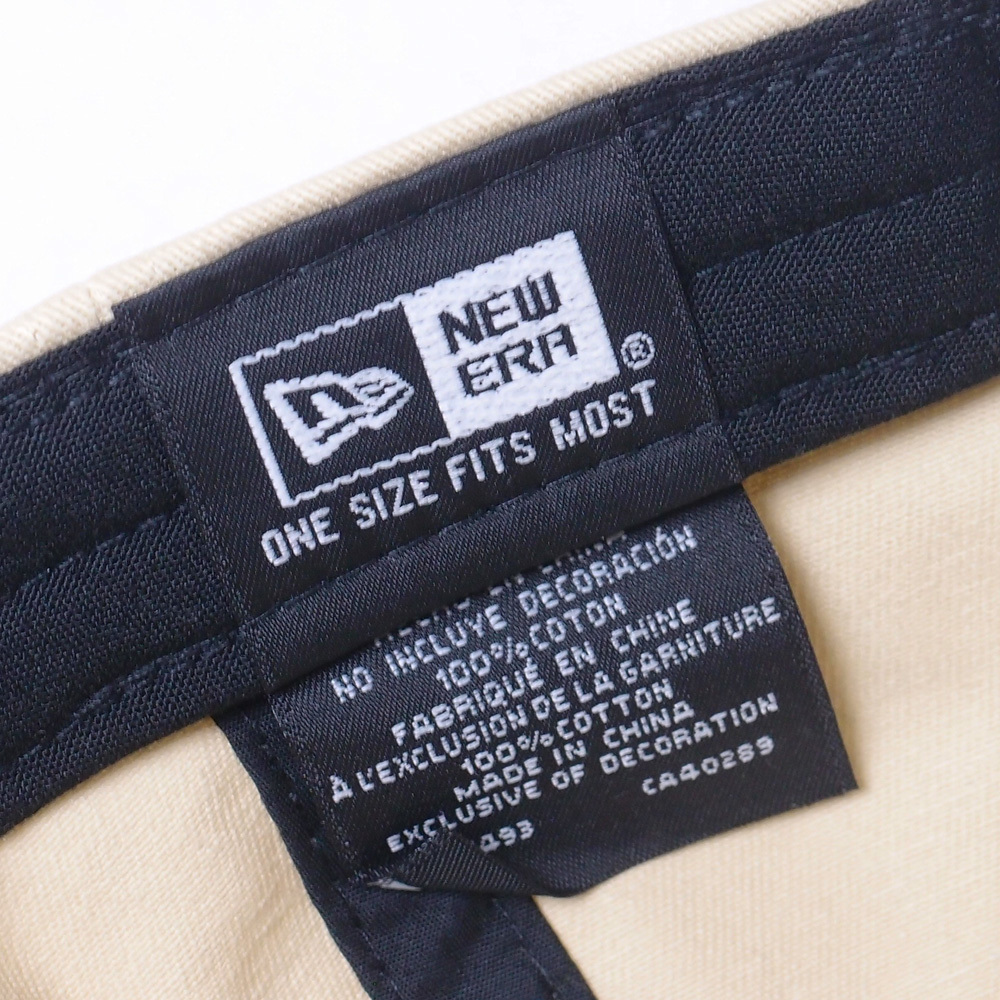 NEW
ERA
®
ONE SIZE FITS MOST
NO INCLUYE DECORACIÓN
100%COTON
FABRIQUÉ EN CHINE
À L'EXCLUSION DE LA GARNITURE
100%COTTON
MADE IN CHINA
EXCLUSIVE OF DECORATION
493 CA40289